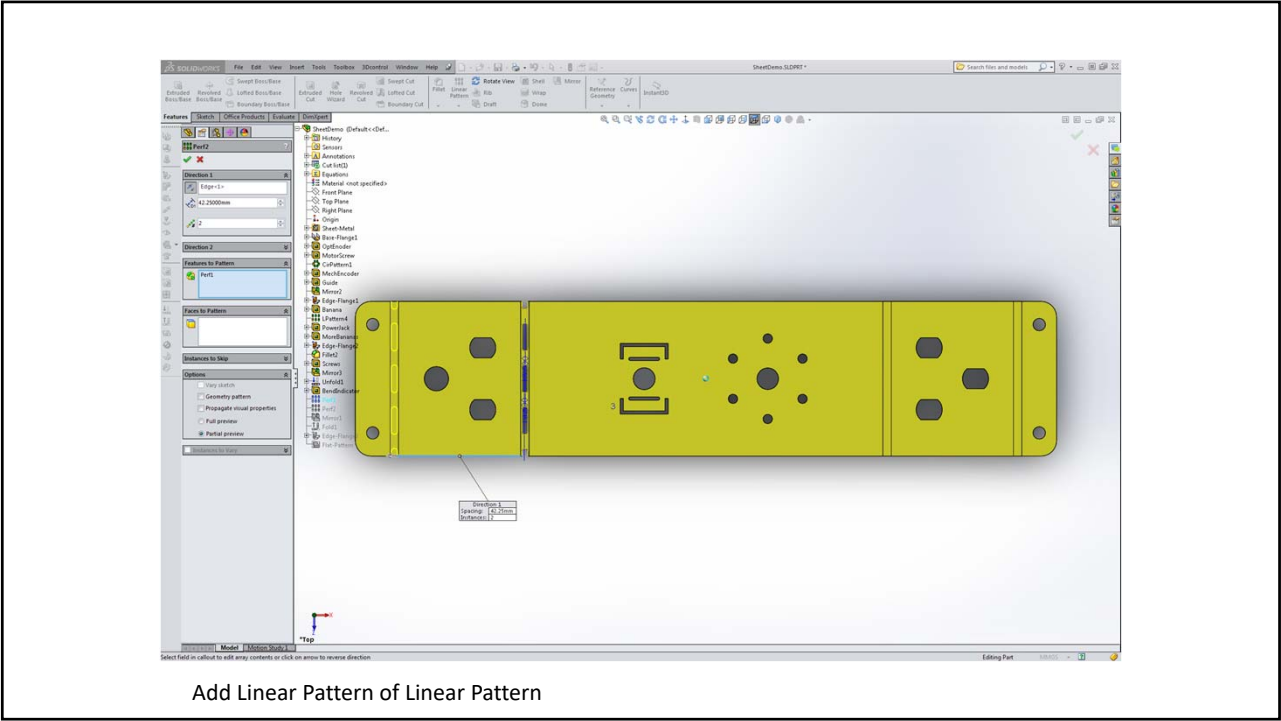 SOLIDWORKS File Edit View Insert Tools Toolbox 3Dcontrol Window Help
SheetDemo.SLDPRT *
Search files and models
Extruded Boss/Base
Revolved Boss/Base
Swept Boss/Base
Lofted Boss/Base
Boundary Boss/Base
Extruded Cut
Hole Wizard
Revolved Cut
Swept Cut
Lofted Cut
Boundary Cut
Fillet
Linear Pattern
Rotate View
Rib
Draft
Shell
Wrap
Dome
Mirror
Reference Geometry
Curves
Instant3D
Features Sketch Office Products Evaluate DimXpert
Perf2
Direction 1
Edge<1>
42.25000mm
2
Direction 2
Features to Pattern
Perf1
Faces to Pattern
Instances to Skip
Options
Vary sketch
Geometry pattern
Propagate visual properties
Full preview
Partial preview
Instances to Vary
SheetDemo (Default<<Def...
History
Sensors
Annotations
Cut list(1)
Equations
Material <not specified>
Front Plane
Top Plane
Right Plane
Origin
Sheet-Metal
Base-Flange1
OptEnoder
MotorScrew
CirPattern1
MechEncoder
Guide
Mirror2
Edge-Flange1
Banana
LPattern4
PowerJack
MoreBananas
Edge-Flange2
Fillet2
Screws
Mirror3
Unfold1
BendIndicator
Perf1
Perf2
Mirror1
Fold1
Edge-Flange
Flat-Pattern
3
Direction 1
Spacing: 42.25mm
Instances: 2
X
*Top
Model Motion Study 1
Select field in callout to edit array contents or click on arrow to reverse direction
Editing Part
Add Linear Pattern of Linear Pattern